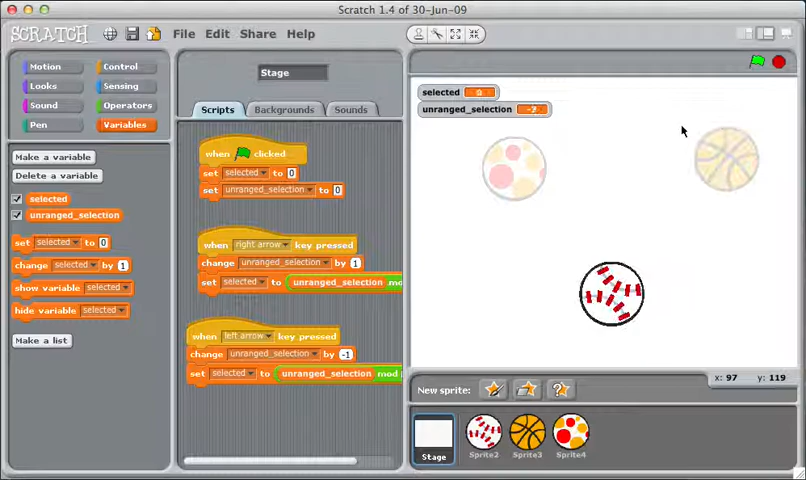 Scratch 1.4 of 30-Jun-09
SCRATCH File Edit Share Help
Motion Control
Looks Sensing
Sound Operators
Pen Variables
Make a variable
Delete a variable
selected
unranged_selection
set selected to 0
change selected by 1
show variable selected
hide variable selected
Make a list
Stage
Scripts Backgrounds Sounds
when clicked
set selected to 0
set unranged_selection to 0
when right arrow key pressed
change unranged_selection by 1
set selected to unranged_selection mo
when left arrow key pressed
change unranged_selection by -1
set selected to unranged_selection mod
selected
unranged_selection
x: 97 y: 119
New sprite:
Stage Sprite2 Sprite3 Sprite4